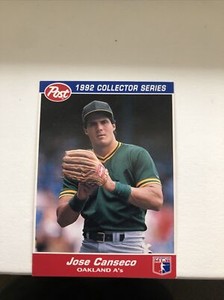 Post
1992 COLLECTOR SERIES
Jose Canseco
OAKLAND A's